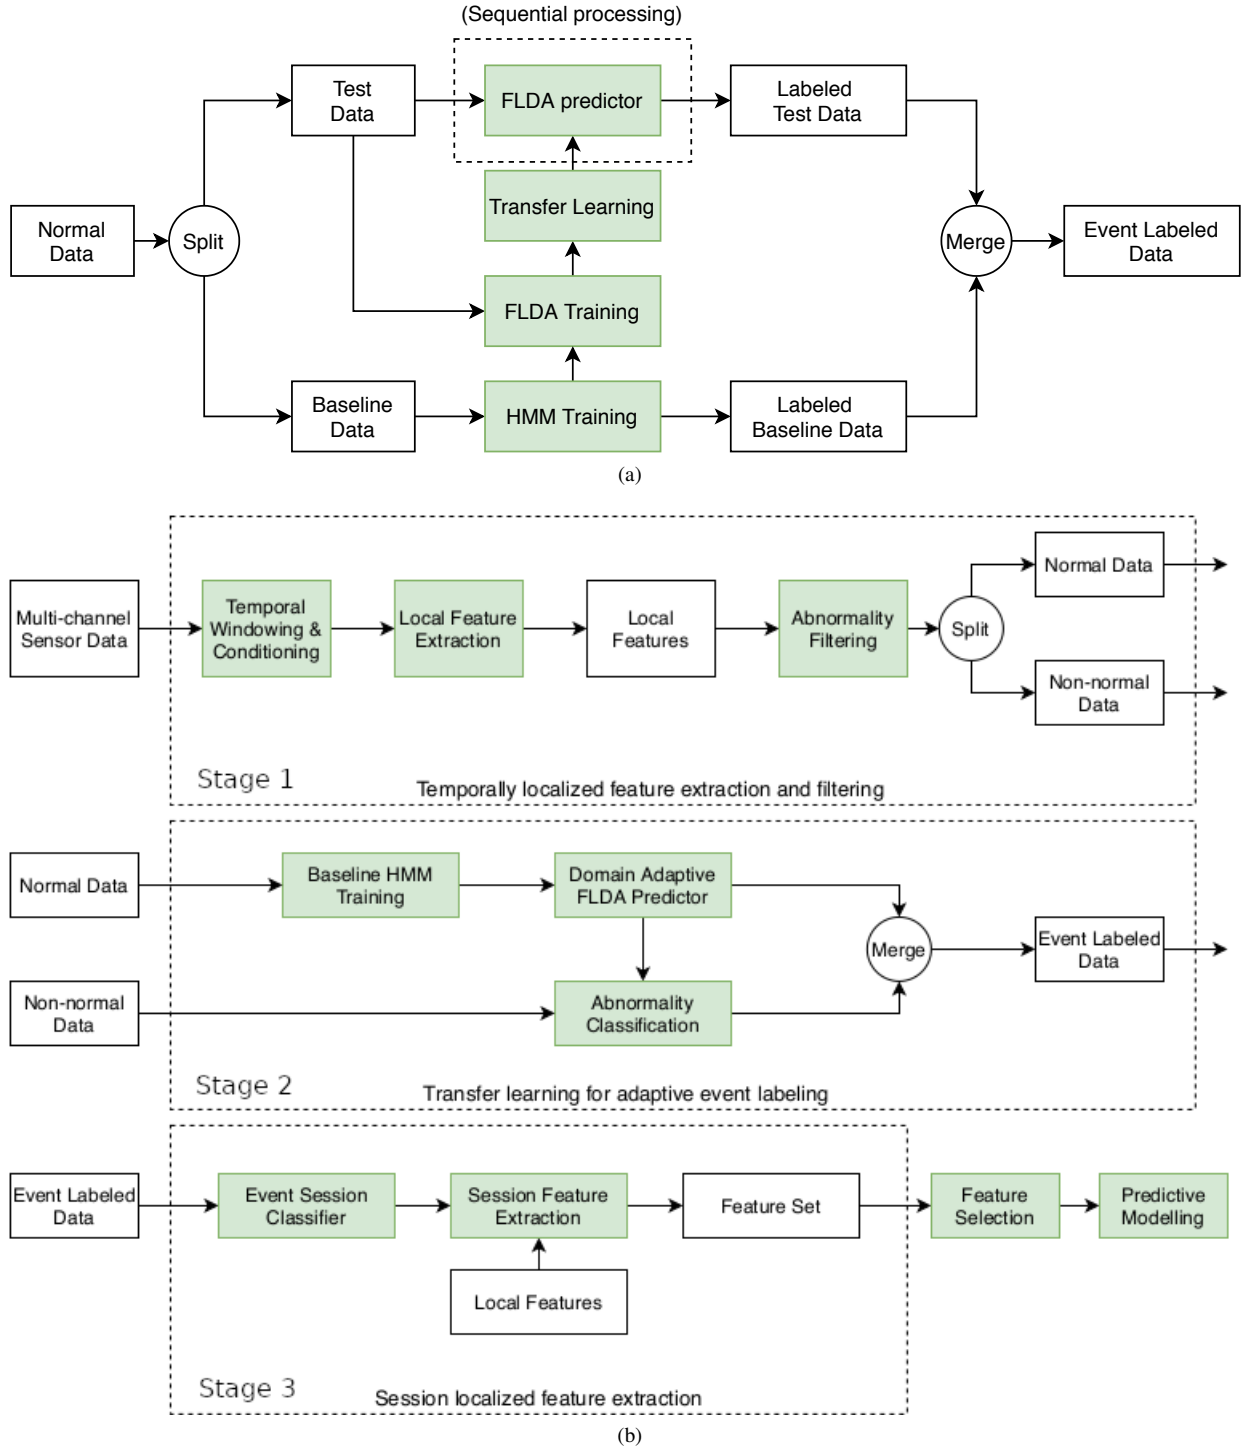 (Sequential processing)
Test
Data
FLDA predictor
Labeled
Test Data
Transfer Learning
Normal
Data
Split
Merge
Event Labeled
Data
FLDA Training
Baseline
Data
HMM Training
Labeled
Baseline Data
(a)
Multi-channel
Sensor Data
Temporal
Windowing &
Conditioning
Local Feature
Extraction
Local
Features
Abnormality
Filtering
Split
Normal Data
Non-normal
Data
Stage 1
Temporally localized feature extraction and filtering
Normal Data
Baseline HMM
Training
Domain Adaptive
FLDA Predictor
Merge
Event Labeled
Data
Non-normal
Data
Abnormality
Classification
Stage 2
Transfer learning for adaptive event labeling
Event Labeled
Data
Event Session
Classifier
Session Feature
Extraction
Feature Set
Feature
Selection
Predictive
Modelling
Local Features
Stage 3
Session localized feature extraction
(b)